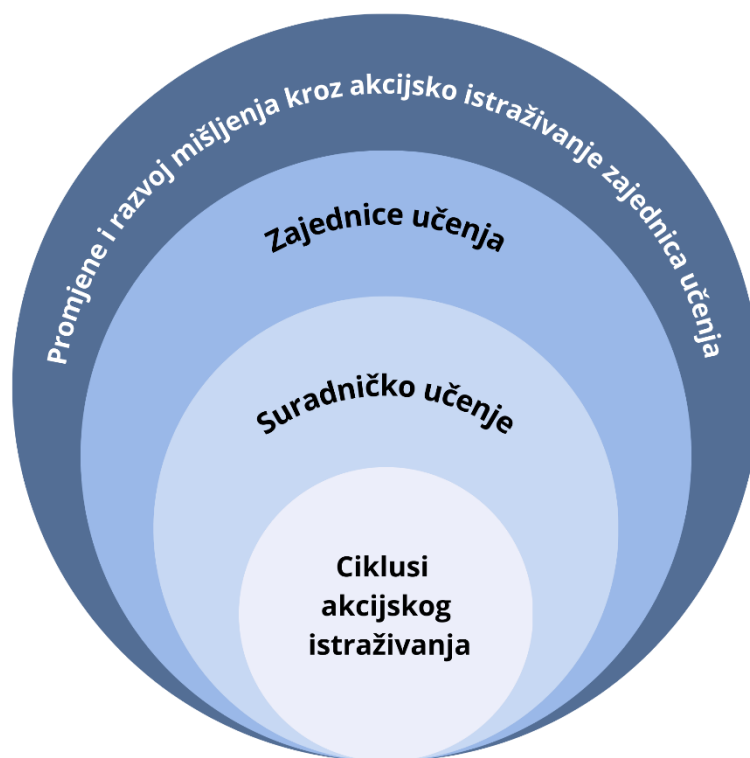 Promjene i razvoj mišljenja kroz akcijsko istraživanje zajednica učenja
Zajednice učenja
Suradničko učenje
Ciklusi
akcijskog
istraživanja